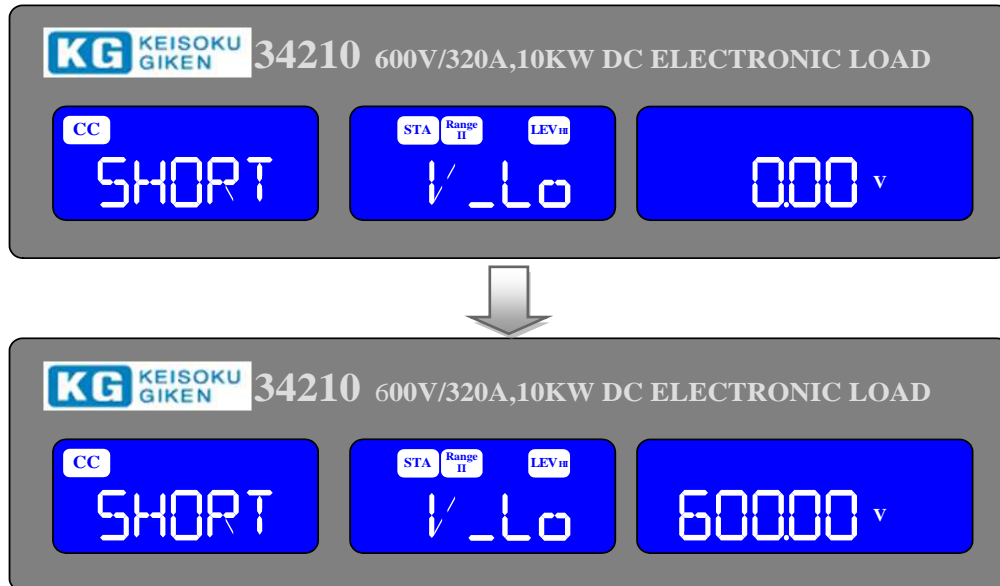 KG KEISOKU GIKEN 34210 600V/320A,10KW DC ELECTRONIC LOAD
CC STA Range II LEV HI
SHORT V_Lo 0.00 V
KG KEISOKU GIKEN 34210 600V/320A,10KW DC ELECTRONIC LOAD
CC STA Range II LEV HI
SHORT V_Lo 600.00 V